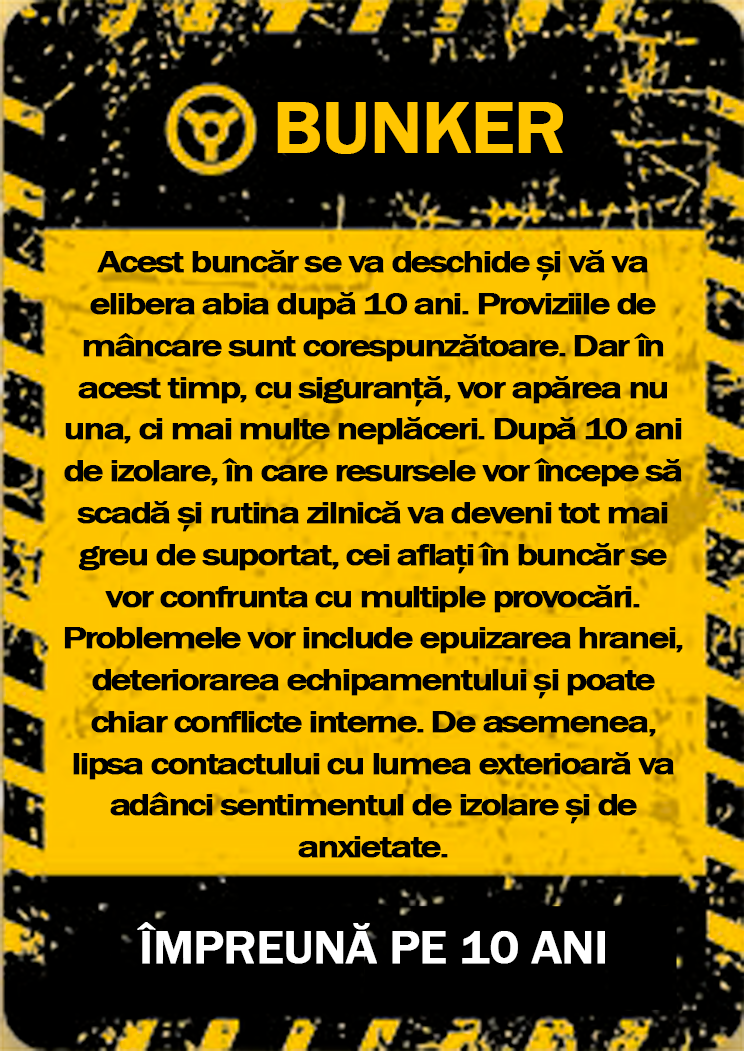 BUNKER
Acest buncăr se va deschide și vă va
elibera abia după 10 ani. Proviziile de
mâncare sunt corespunzătoare. Dar în
acest timp, cu siguranță, vor apărea nu
una, ci mai multe neplăceri. După 10 ani
de izolare, în care resursele vor începe să
scadă și rutina zilnică va deveni tot mai
greu de suportat, cei aflați în buncăr se
vor confrunta cu multiple provocări.
Problemele vor include epuizarea hranei,
deteriorarea echipamentului și poate
chiar conflicte interne. De asemenea,
lipsa contactului cu lumea exterioară va
adânci sentimentul de izolare și de
anxietate.
ÎMPREUNĂ PE 10 ANI